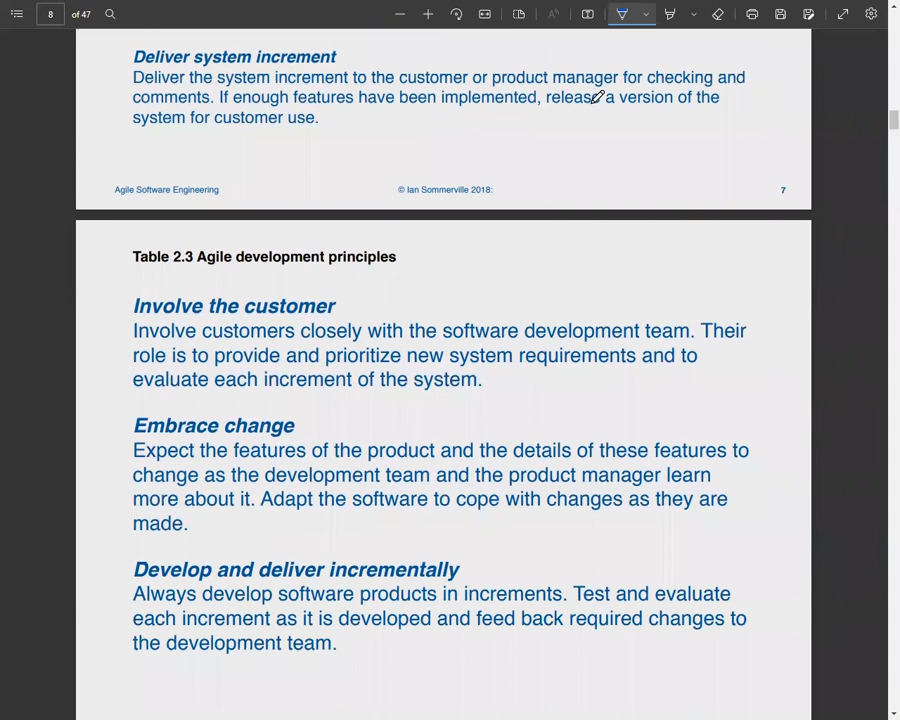 8 of 47
Deliver system increment
Deliver the system increment to the customer or product manager for checking and
comments. If enough features have been implemented, release a version of the
system for customer use.
Agile Software Engineering © Ian Sommerville 2018: 7
Table 2.3 Agile development principles
Involve the customer
Involve customers closely with the software development team. Their
role is to provide and prioritize new system requirements and to
evaluate each increment of the system.
Embrace change
Expect the features of the product and the details of these features to
change as the development team and the product manager learn
more about it. Adapt the software to cope with changes as they are
made.
Develop and deliver incrementally
Always develop software products in increments. Test and evaluate
each increment as it is developed and feed back required changes to
the development team.